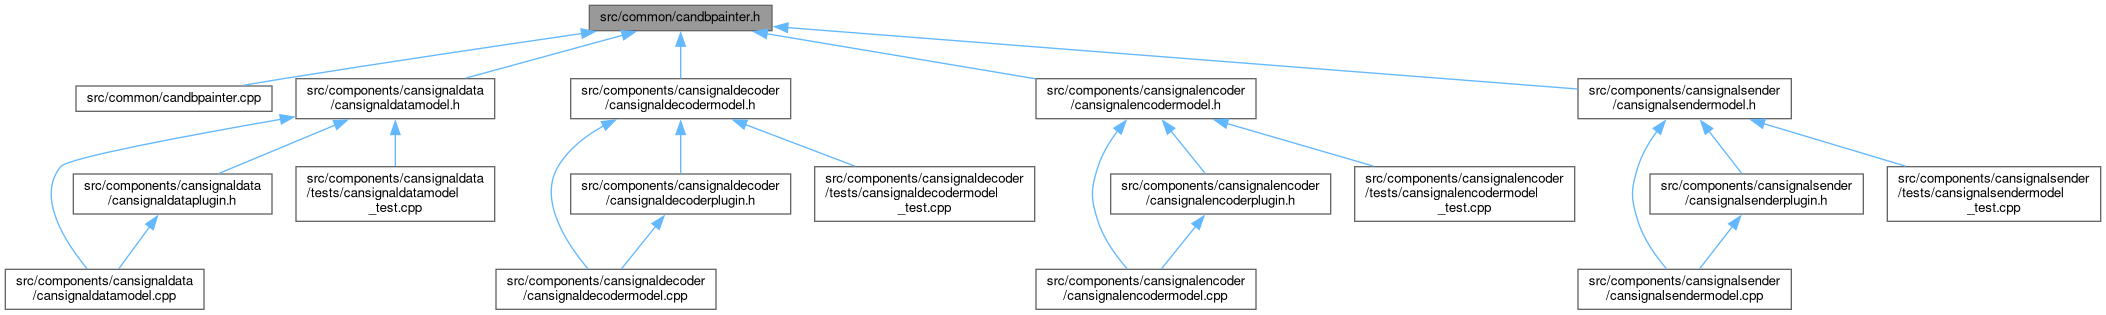 src/common/candbpainter.h
src/common/candbpainter.cpp
src/components/cansignaldata
/cansignaldatamodel.h
src/components/cansignaldecoder
/cansignaldecodermodel.h
src/components/cansignalencoder
/cansignalencodermodel.h
src/components/cansignalsender
/cansignalsendermodel.h
src/components/cansignaldata
/cansignaldataplugin.h
src/components/cansignaldata
/tests/cansignaldatamodel
_test.cpp
src/components/cansignaldecoder
/cansignaldecoderplugin.h
src/components/cansignaldecoder
/tests/cansignaldecodermodel
_test.cpp
src/components/cansignalencoder
/cansignalencoderplugin.h
src/components/cansignalencoder
/tests/cansignalencodermodel
_test.cpp
src/components/cansignalsender
/cansignalsenderplugin.h
src/components/cansignalsender
/tests/cansignalsendermodel
_test.cpp
src/components/cansignaldata
/cansignaldatamodel.cpp
src/components/cansignaldecoder
/cansignaldecodermodel.cpp
src/components/cansignalencoder
/cansignalencodermodel.cpp
src/components/cansignalsender
/cansignalsendermodel.cpp